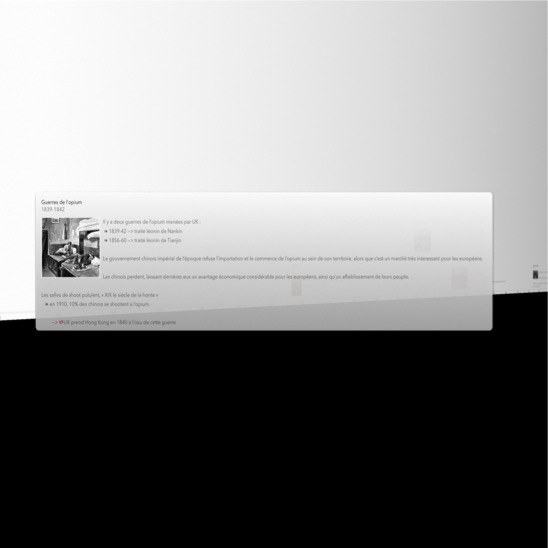 Guerres de l'opium
1839-1842
Il y a deux guerres de l'opium menées par UK :
➜ 1839-42 --> traité léonin de Nankin
➜ 1856-60 --> traité léonin de Tianjin
Le gouvernement chinois impérial de l'époque refuse l'importation et le commerce de l'opium au sein de son territoire, alors que c'est un marché très interessant pour les européens.
Les chinois perdent, laissant derrières eux un avantage économique considérable pour les européens, ainsi qu'un affaiblissement de leurs peuples.
Les salles de shoot pululent, « XIX le siècle de la honte »
➜ en 1910, 10% des chinois se shootent à l'opium.
--> UK prend Hong Kong en 1840 à l'issu de cette guerre